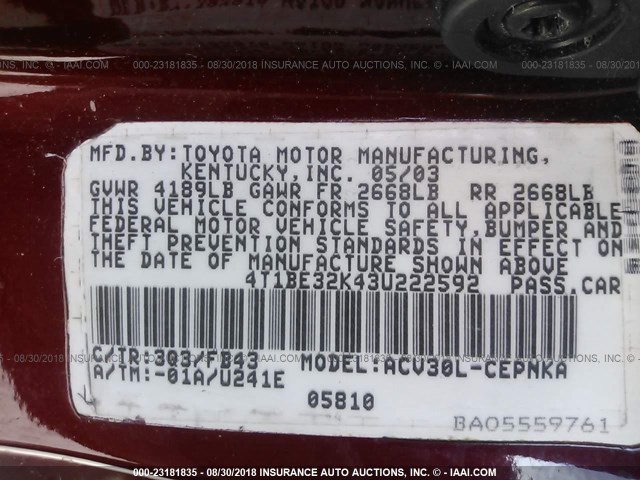 000-23181835 - 08/30/2018 - INSURANCE AUTO AUCTIONS, INC. - ©IAAI.COM
MFD.BY:TOYOTA MOTOR MANUFACTURING,
KENTUCKY,INC. 05/03
GVWR 4189LB GAWR FR 2668LB RR 2668LB
THIS VEHICLE CONFORMS TO ALL APPLICABLE
FEDERAL MOTOR VEHICLE SAFETY,BUMPER AND
THEFT PREVENTION STANDARDS IN EFFECT ON
THE DATE OF MANUFACTURE SHOWN ABOVE
4T1BE32K43U222592 PASS.CAR
C/TR:3Q3/FB43 MODEL:ACV30L-CEPNKA
A/TM:-01A/U241E
05810
BA05559761
000-23181835 - 08/30/2018 - INSURANCE AUTO AUCTIONS, INC. - ©IAAI.COM